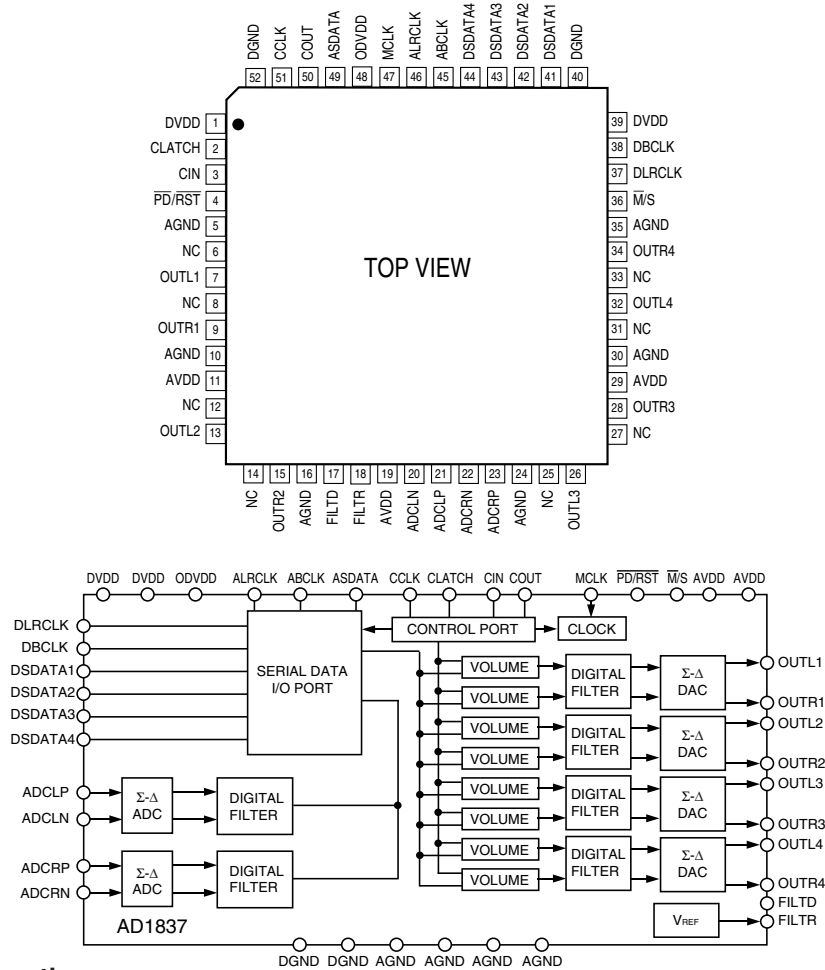 DGND
CCLK
COUT
ASDATA
ODVDD
MCLK
ALRCLK
ABCLK
DSDATA4
DSDATA3
DSDATA2
DSDATA1
DGND
52 51 50 49 48 47 46 45 44 43 42 41 40
DVDD 1
CLATCH 2
CIN 3
PD/RST 4
AGND 5
NC 6
OUTL1 7
NC 8
OUTR1 9
AGND 10
AVDD 11
NC 12
OUTL2 13
TOP VIEW
39 DVDD
38 DBCLK
37 DLRCLK
36 M/S
35 AGND
34 OUTR4
33 NC
32 OUTL4
31 NC
30 AGND
29 AVDD
28 OUTR3
27 NC
14 15 16 17 18 19 20 21 22 23 24 25 26
NC
OUTR2
AGND
FILTD
FILTR
AVDD
ADCLN
ADCLP
ADCRN
ADCRP
AGND
NC
OUTL3
DVDD DVDD ODVDD ALRCLK ABCLK ASDATA CCLK CLATCH CIN COUT MCLK PD/RST M/S AVDD AVDD
DLRCLK
DBCLK
DSDATA1
DSDATA2
DSDATA3
DSDATA4
SERIAL DATA
I/O PORT
CONTROL PORT
CLOCK
VOLUME
VOLUME
VOLUME
VOLUME
VOLUME
VOLUME
VOLUME
VOLUME
DIGITAL
FILTER
DIGITAL
FILTER
DIGITAL
FILTER
DIGITAL
FILTER
Σ-Δ
DAC
Σ-Δ
DAC
Σ-Δ
DAC
Σ-Δ
DAC
OUTL1
OUTR1
OUTL2
OUTR2
OUTL3
OUTR3
OUTL4
OUTR4
FILTD
FILTR
VREF
ADCLP
ADCLN
Σ-Δ
ADC
DIGITAL
FILTER
ADCRP
ADCRN
Σ-Δ
ADC
DIGITAL
FILTER
AD1837
DGND DGND AGND AGND AGND AGND